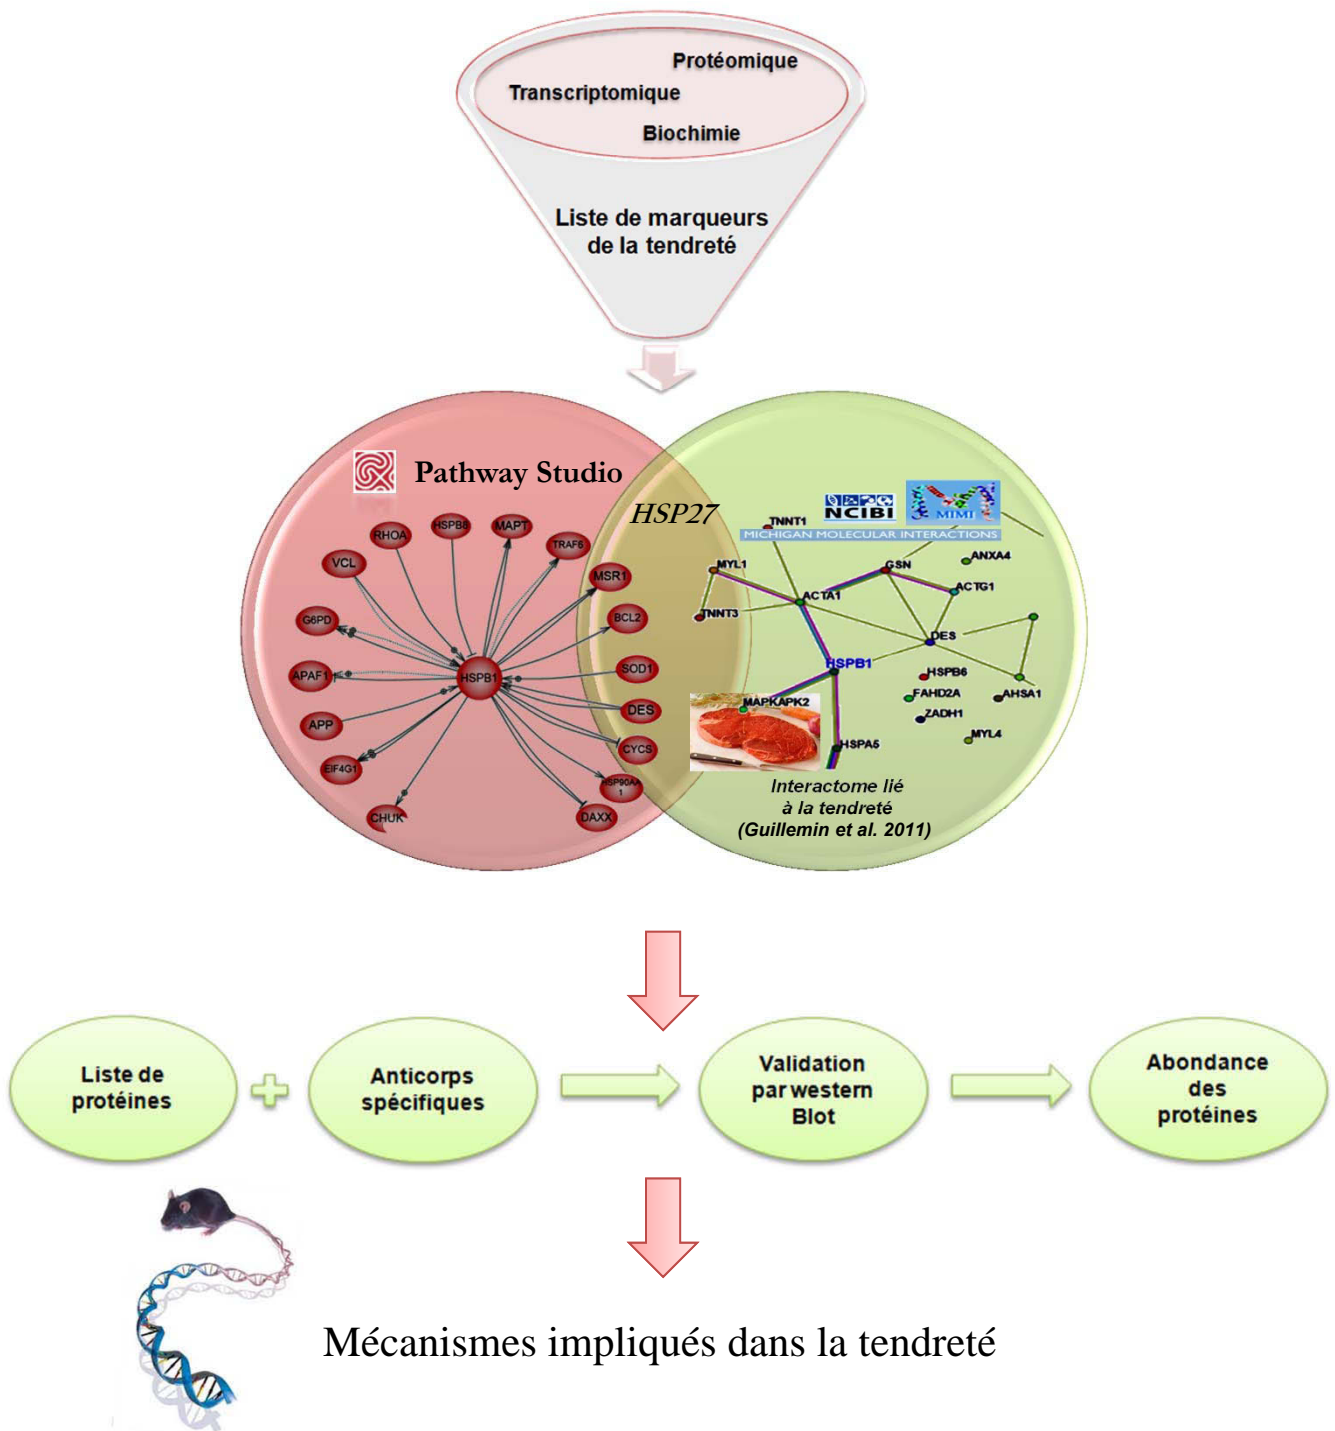 Protéomique
Transcriptomique
Biochimie
Liste de marqueurs
de la tendreté
Pathway Studio
HSP27
RHOA
HSPB8
MAPT
TRAF6
VCL
MSR1
G6PD
BCL2
APAF1
HSPB1
SOD1
APP
DES
EIF4G1
CYCS
HSP90AA
1
CHUK
DAXX
NCIBI
MIMI
TNNT1
MICHIGAN MOLECULAR INTERACTIONS
ANXA4
MYL1
GSN
ACTG1
ACTA1
TNNT3
DES
HSPB1
HSPB6
FAHD2A
AHSA1
MAPKAPK2
ZADH1
MYL4
HSPA5
Interactome lié
à la tendreté
(Guillemin et al. 2011)
Liste de
protéines
Anticorps
spécifiques
Validation
par western
Blot
Abondance
des
protéines
Mécanismes impliqués dans la tendreté